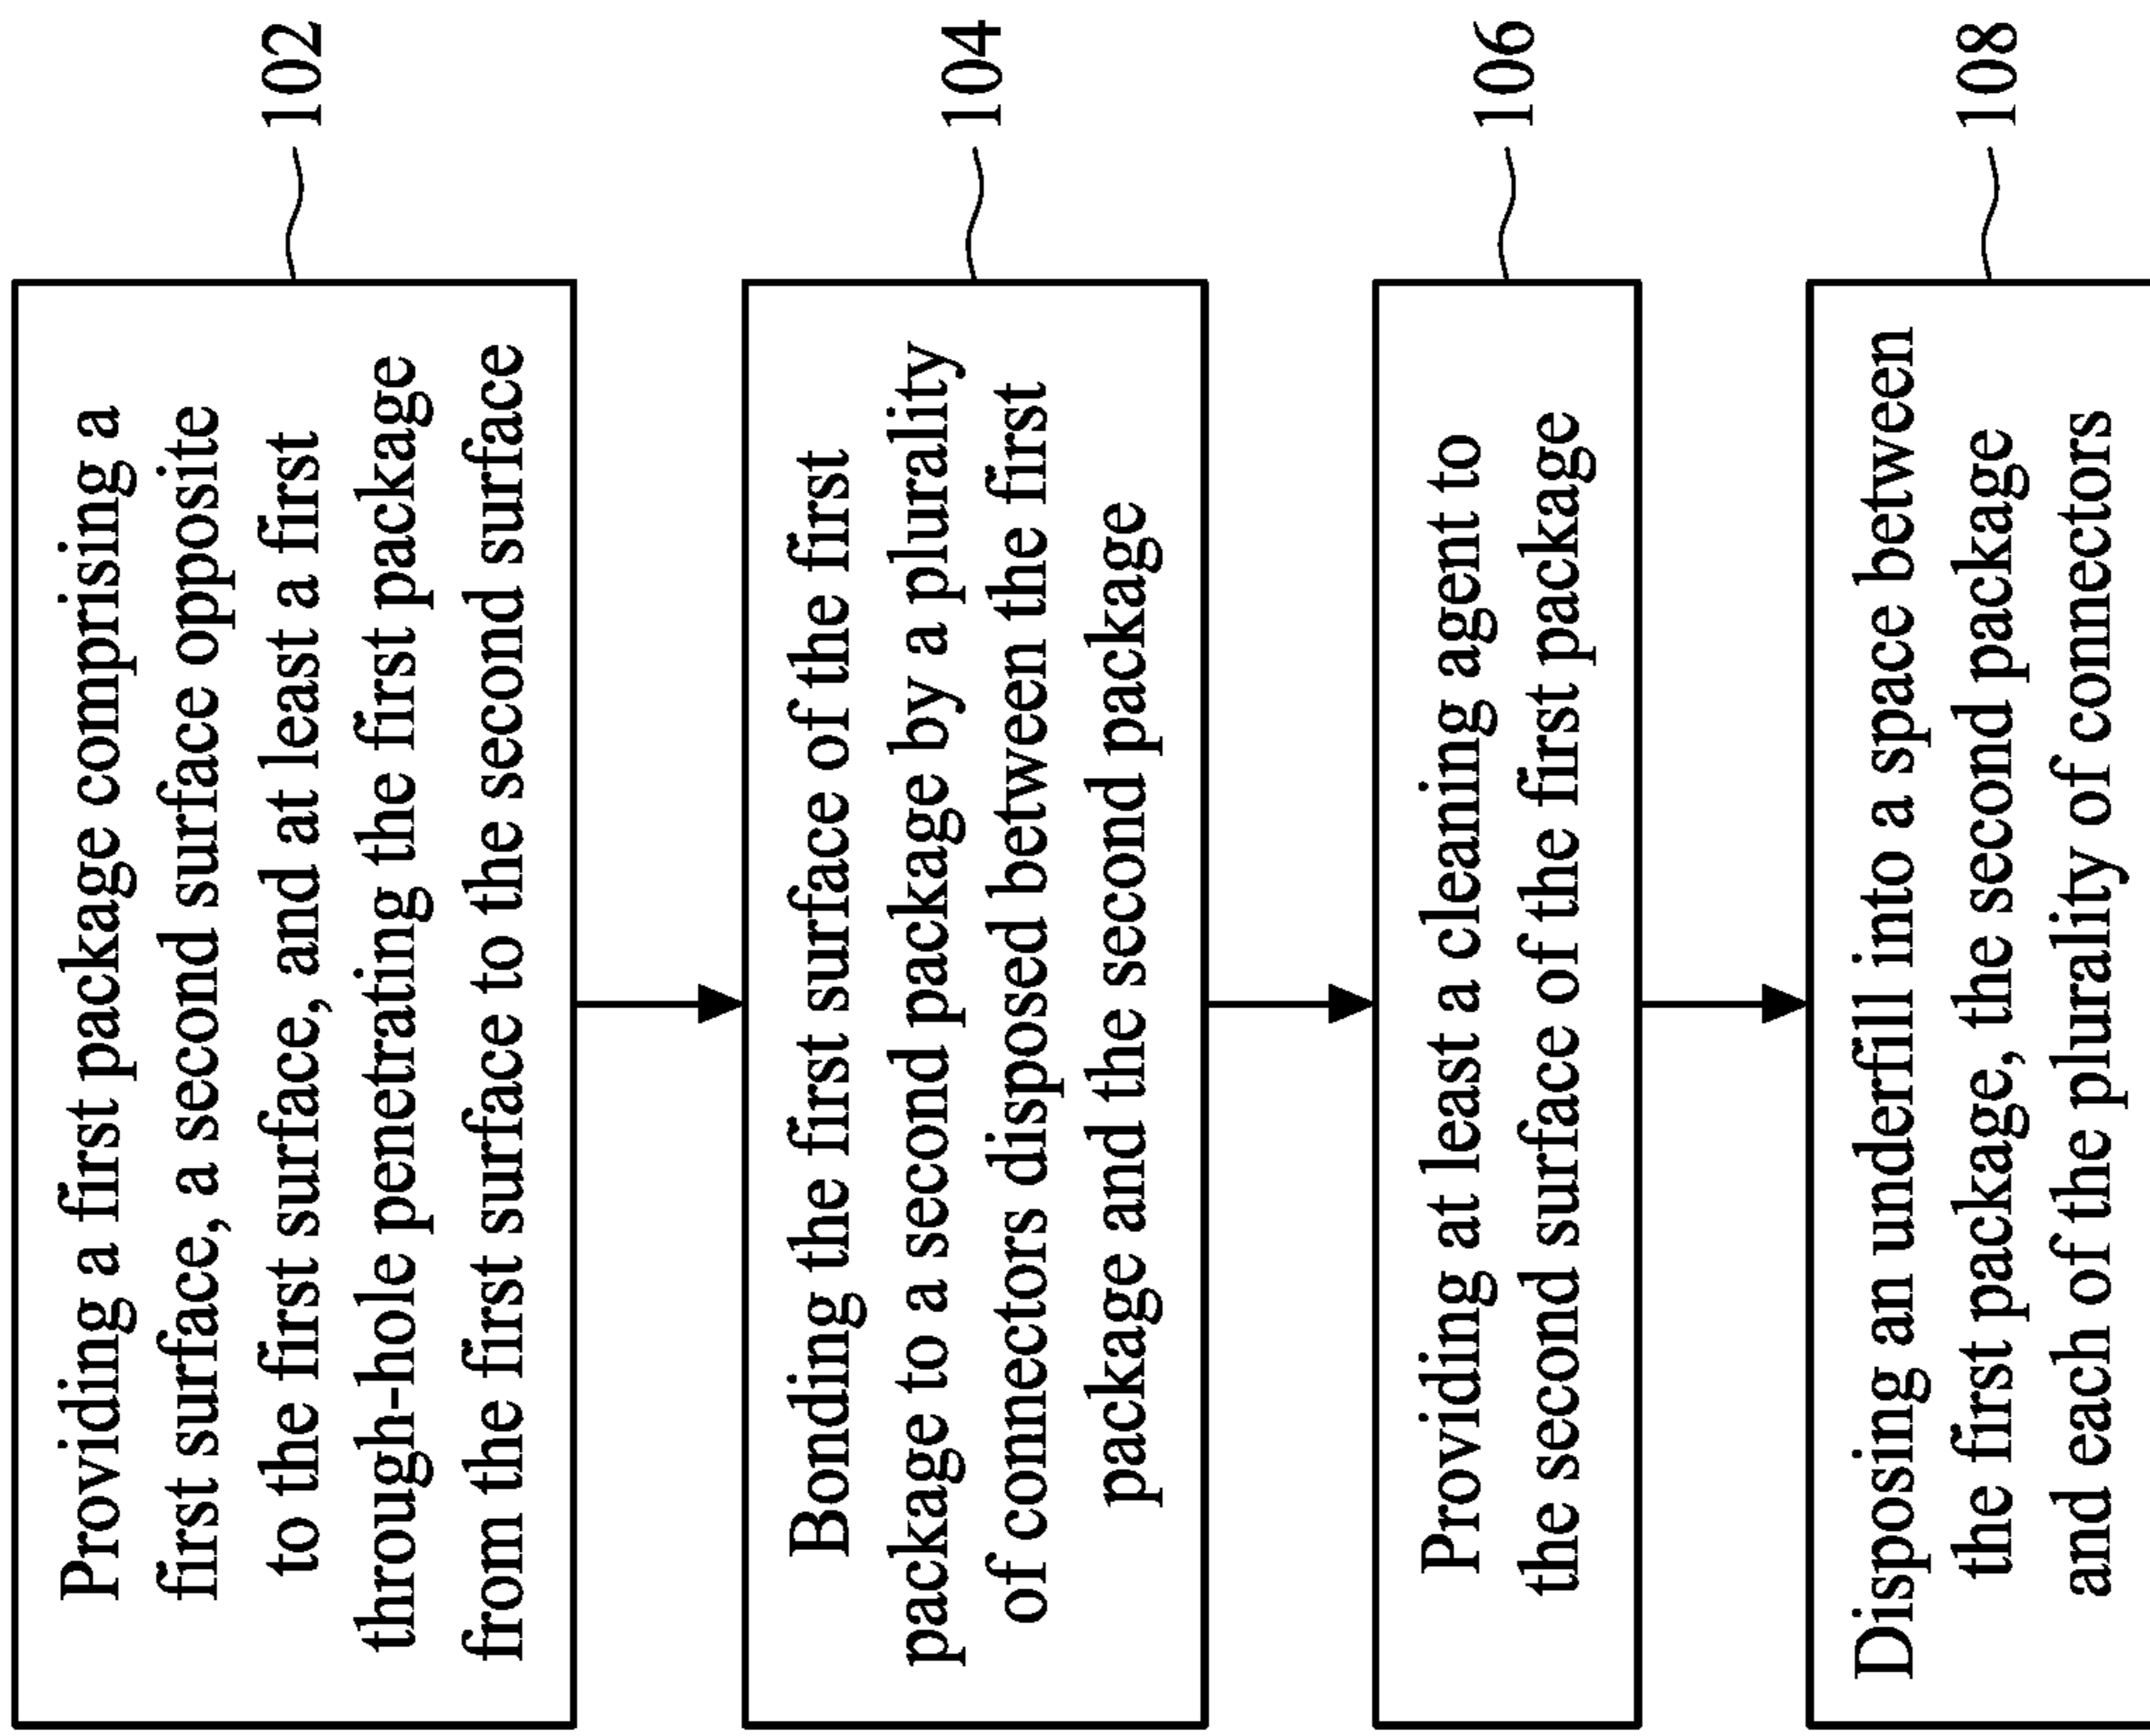 Providing a first package comprising a
first surface, a second surface opposite
to the first surface, and at least a first
through-hole penetrating the first package
from the first surface to the second surface
102
Bonding the first surface of the first
package to a second package by a plurality
of connectors disposed between the first
package and the second package
104
Providing at least a cleaning agent to
the second surface of the first package
106
Disposing an underfill into a space between
the first package, the second package
and each of the plurality of connectors
108